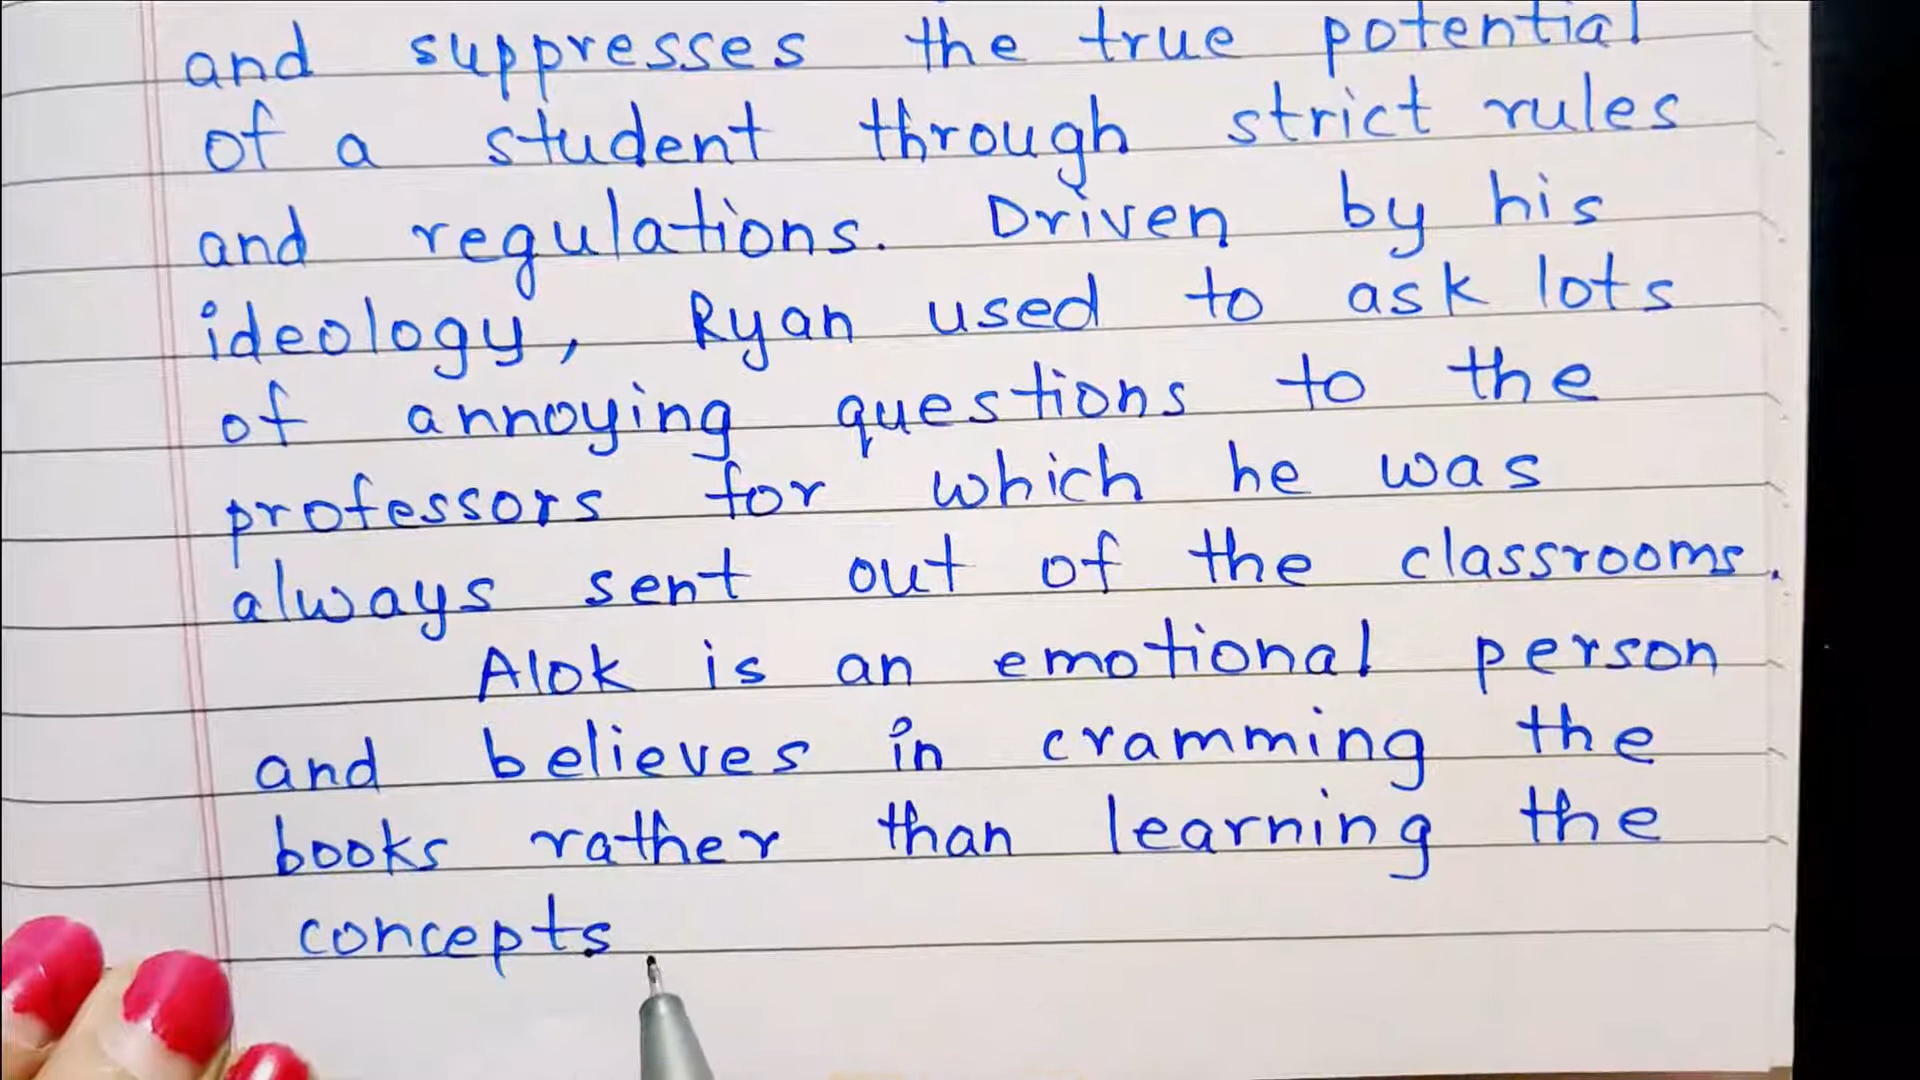 and suppresses the true potential
of a student through strict rules
and regulations. Driven by his
ideology, Ryan used to ask lots
of annoying questions to the
professors for which he was
always sent out of the classrooms.
Alok is an emotional person
and believes in cramming the
books rather than learning the
concepts